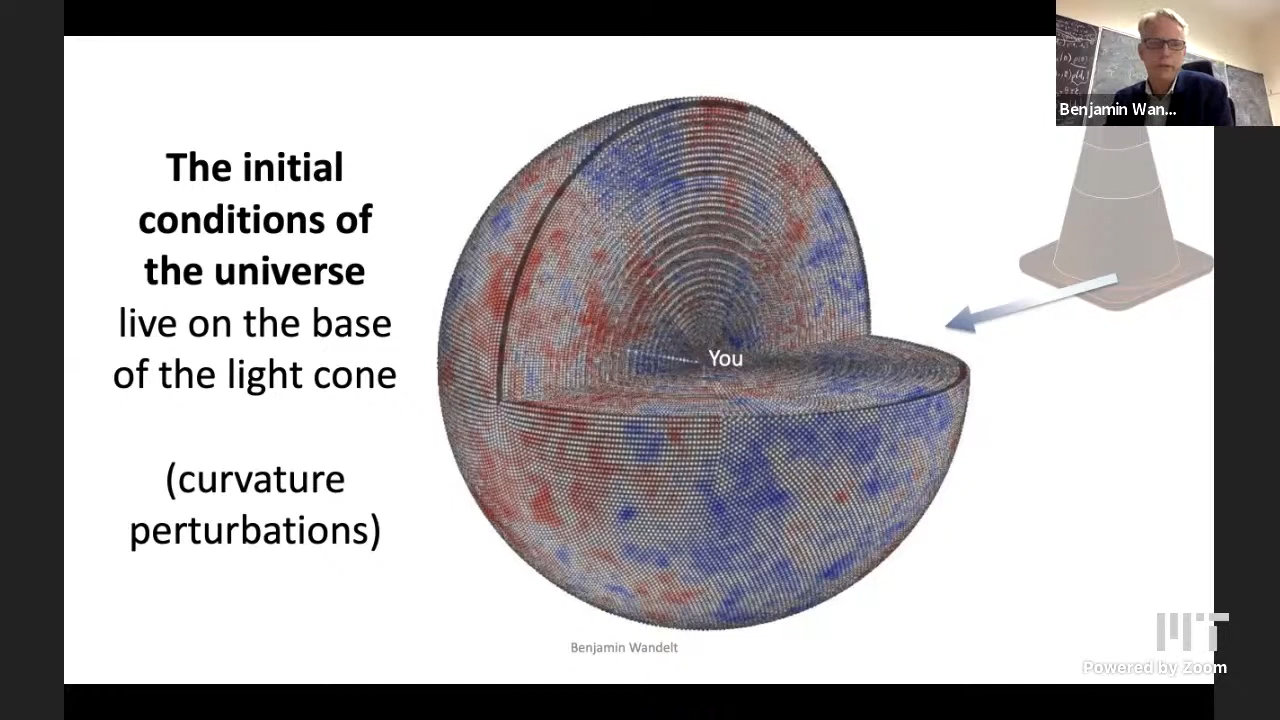 The initial
conditions of
the universe
live on the base
of the light cone
(curvature
perturbations)
You
Benjamin Wandelt
Benjamin Wan...
MIT
Powered by Zoom